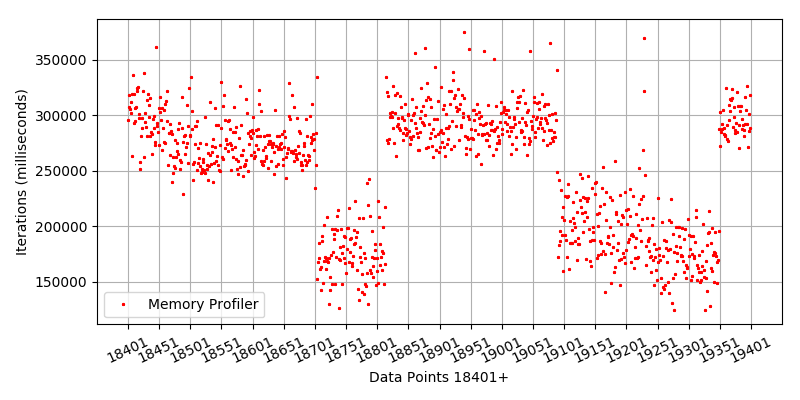 350000
300000
250000
200000
150000
Iterations (milliseconds)
Memory Profiler
18401 18451 18501 18551 18601 18651 18701 18751 18801 18851 18901 18951 19001 19051 19101 19151 19201 19251 19301 19351 19401
Data Points 18401+